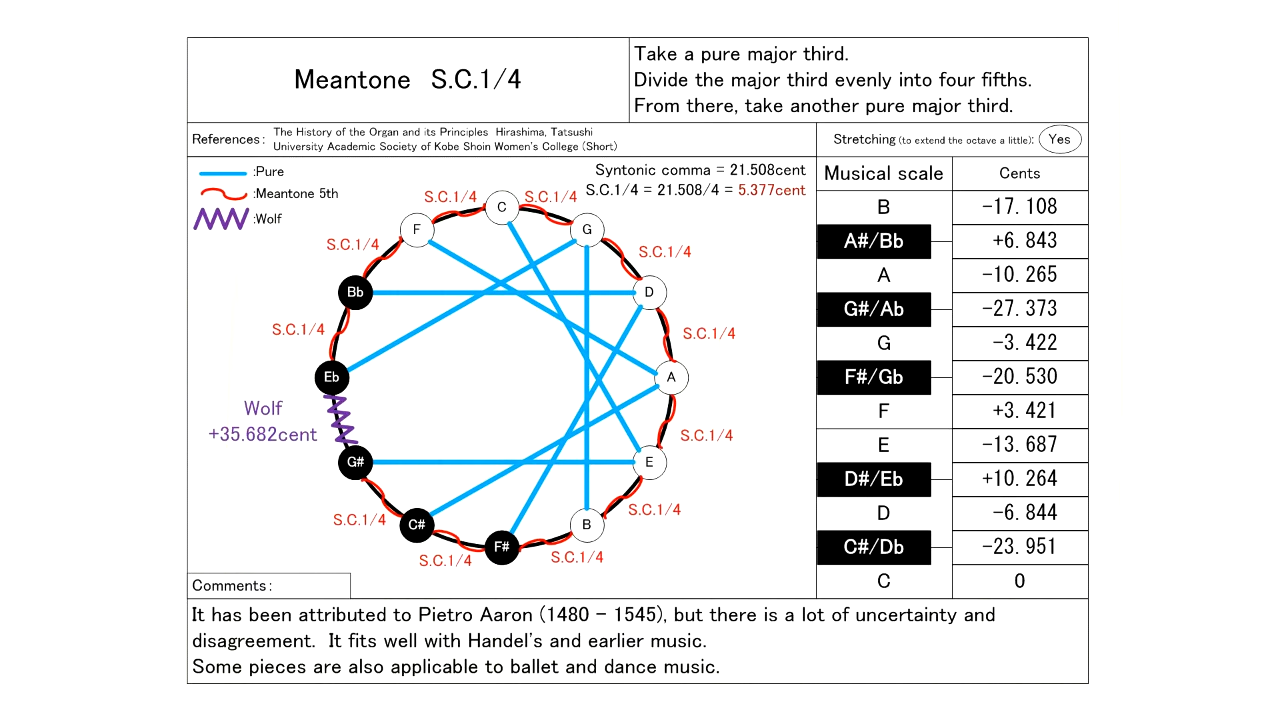 Meantone S.C.1/4
Take a pure major third.
Divide the major third evenly into four fifths.
From there, take another pure major third.
References: The History of the Organ and its Principles Hirashima, Tatsushi
University Academic Society of Kobe Shoin Women's College (Short)
Stretching (to extend the octave a little): Yes
:Pure
:Meantone 5th
:Wolf
Syntonic comma = 21.508cent
S.C.1/4 = 21.508/4 = 5.377cent
S.C.1/4
S.C.1/4
S.C.1/4
S.C.1/4
S.C.1/4
S.C.1/4
S.C.1/4
S.C.1/4
S.C.1/4
S.C.1/4
S.C.1/4
C
G
D
A
E
B
F#
C#
G#
Eb
Bb
F
Wolf
+35.682cent
Musical scale Cents
B -17.108
A#/Bb +6.843
A -10.265
G#/Ab -27.373
G -3.422
F#/Gb -20.530
F +3.421
E -13.687
D#/Eb +10.264
D -6.844
C#/Db -23.951
C 0
Comments:
It has been attributed to Pietro Aaron (1480 - 1545), but there is a lot of uncertainty and
disagreement. It fits well with Handel's and earlier music.
Some pieces are also applicable to ballet and dance music.